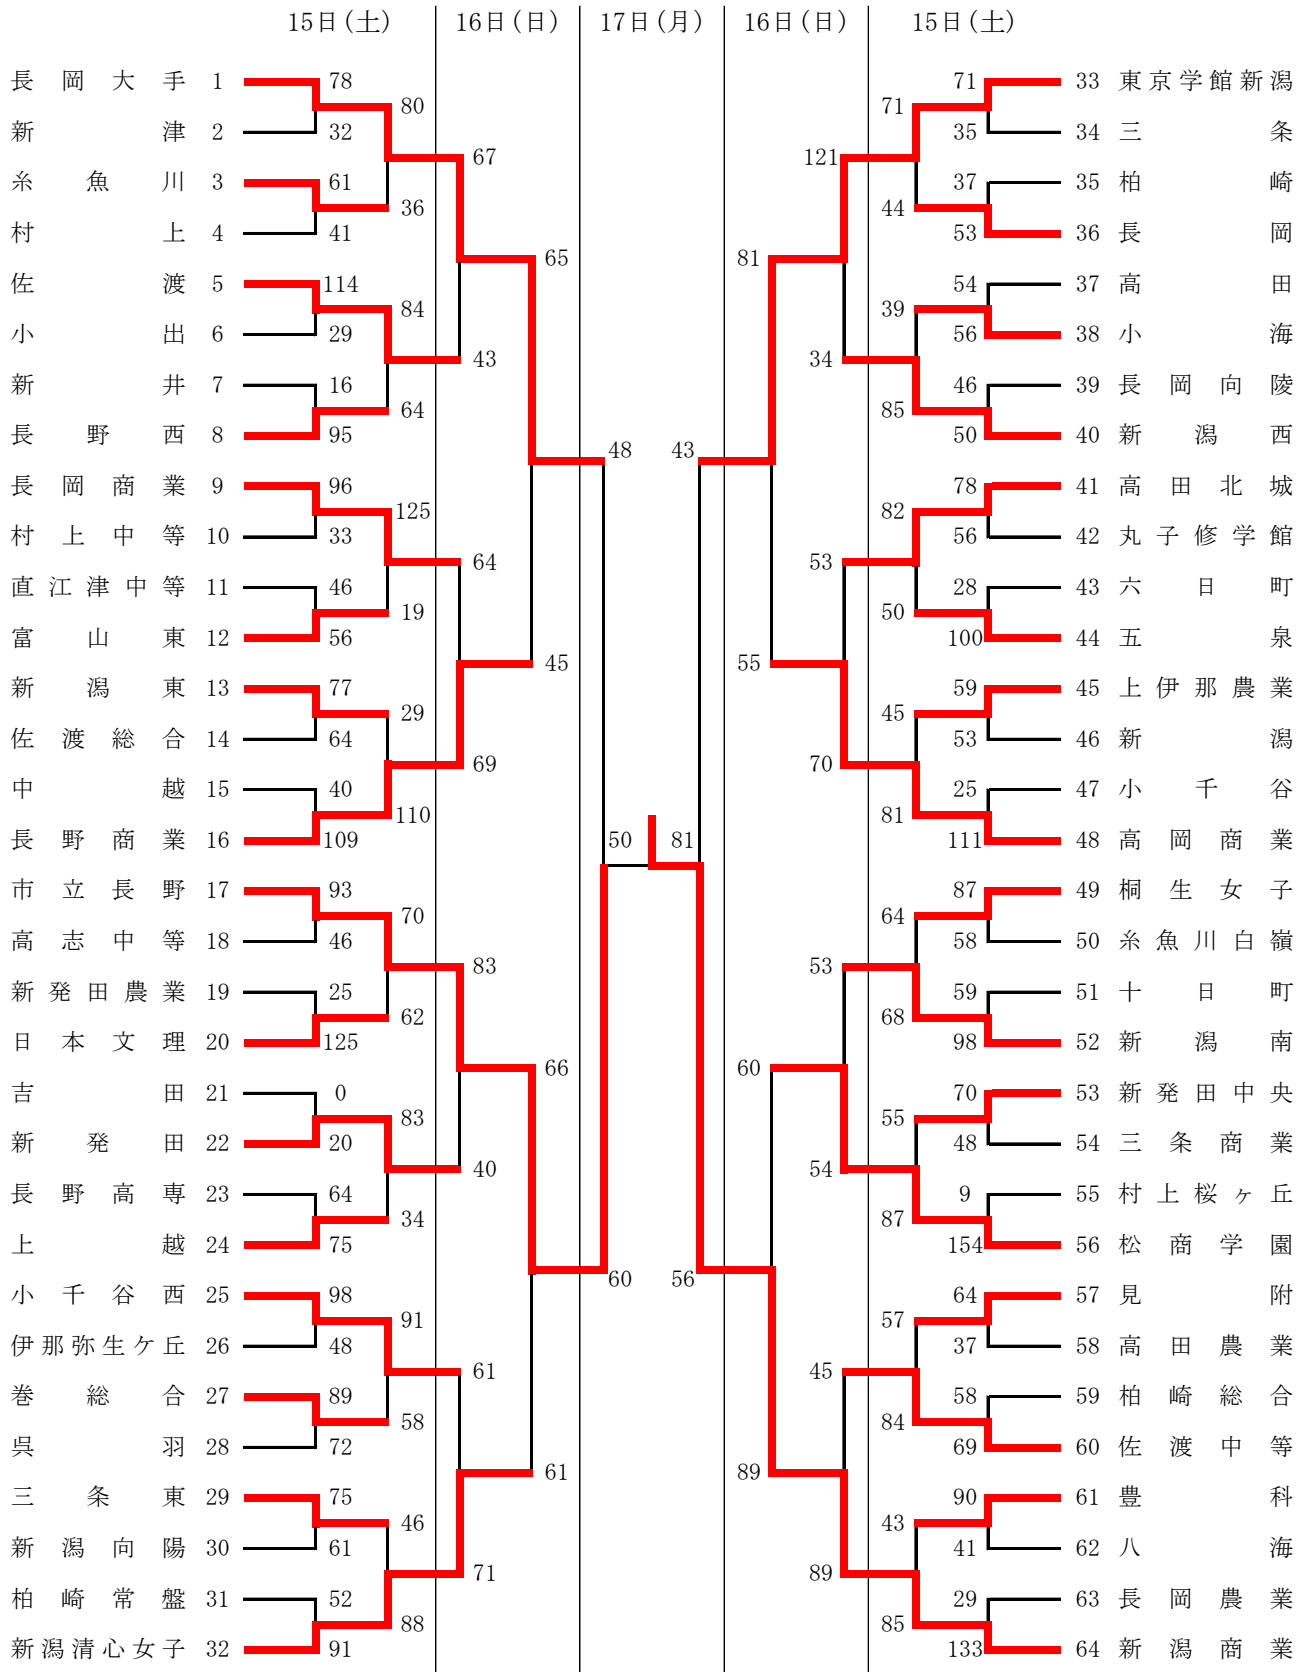 15日(土) 16日(日) 17日(月) 16日(日) 15日(土)
長岡大手 1 78 71 33 東京学館新潟
80 71
新津 2 32 35 34 三条
67 121
糸魚川 3 61 37 35 柏崎
36 44
村上 4 41 53 36 長岡
65 81
佐渡 5 114 54 37 高田
84 39
小出 6 29 56 38 小海
43 34
新井 7 16 46 39 長岡向陵
64 85
長野西 8 95 50 40 新潟西
48 43
長岡商業 9 96 78 41 高田北城
125 82
村上中等 10 33 56 42 丸子修学館
64 53
直江津中等 11 46 28 43 六日町
19 50
富山東 12 56 100 44 五泉
45 55
新潟東 13 77 59 45 上伊那農業
29 45
佐渡総合 14 64 53 46 新潟
69 70
中越 15 40 25 47 小千谷
110 81
長野商業 16 109 50 81 111 48 高岡商業
市立長野 17 93 87 49 桐生女子
70 64
高志中等 18 46 58 50 糸魚川白嶺
83 53
新発田農業 19 25 59 51 十日町
62 68
日本文理 20 125 98 52 新潟南
66 60
吉田 21 0 70 53 新発田中央
83 55
新発田 22 20 48 54 三条商業
40 54
長野高専 23 64 9 55 村上桜ヶ丘
34 87
上越 24 75 154 56 松商学園
60 56
小千谷西 25 98 64 57 見附
91 57
伊那弥生ケ丘 26 48 37 58 高田農業
61 45
巻総合 27 89 58 59 柏崎総合
58 84
呉羽 28 72 69 60 佐渡中等
61 89
三条東 29 75 90 61 豊科
46 43
新潟向陽 30 61 41 62 八海
71 89
柏崎常盤 31 52 29 63 長岡農業
88 85
新潟清心女子 32 91 133 64 新潟商業